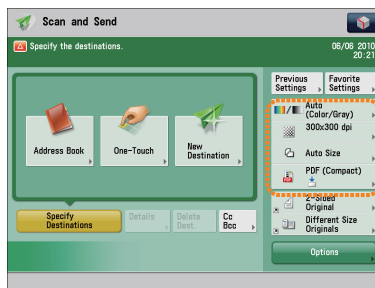 Scan and Send
Specify the destinations.
06/06 2010
20:21
Previous
Settings
Favorite
Settings
Auto
(Color/Gray)
300x300 dpi
Auto Size
PDF (Compact)
2-Sided
Original
Different Size
Originals
Options
Address Book
One-Touch
New
Destination
Specify
Destinations
Details
Delete
Dest.
Cc
Bcc